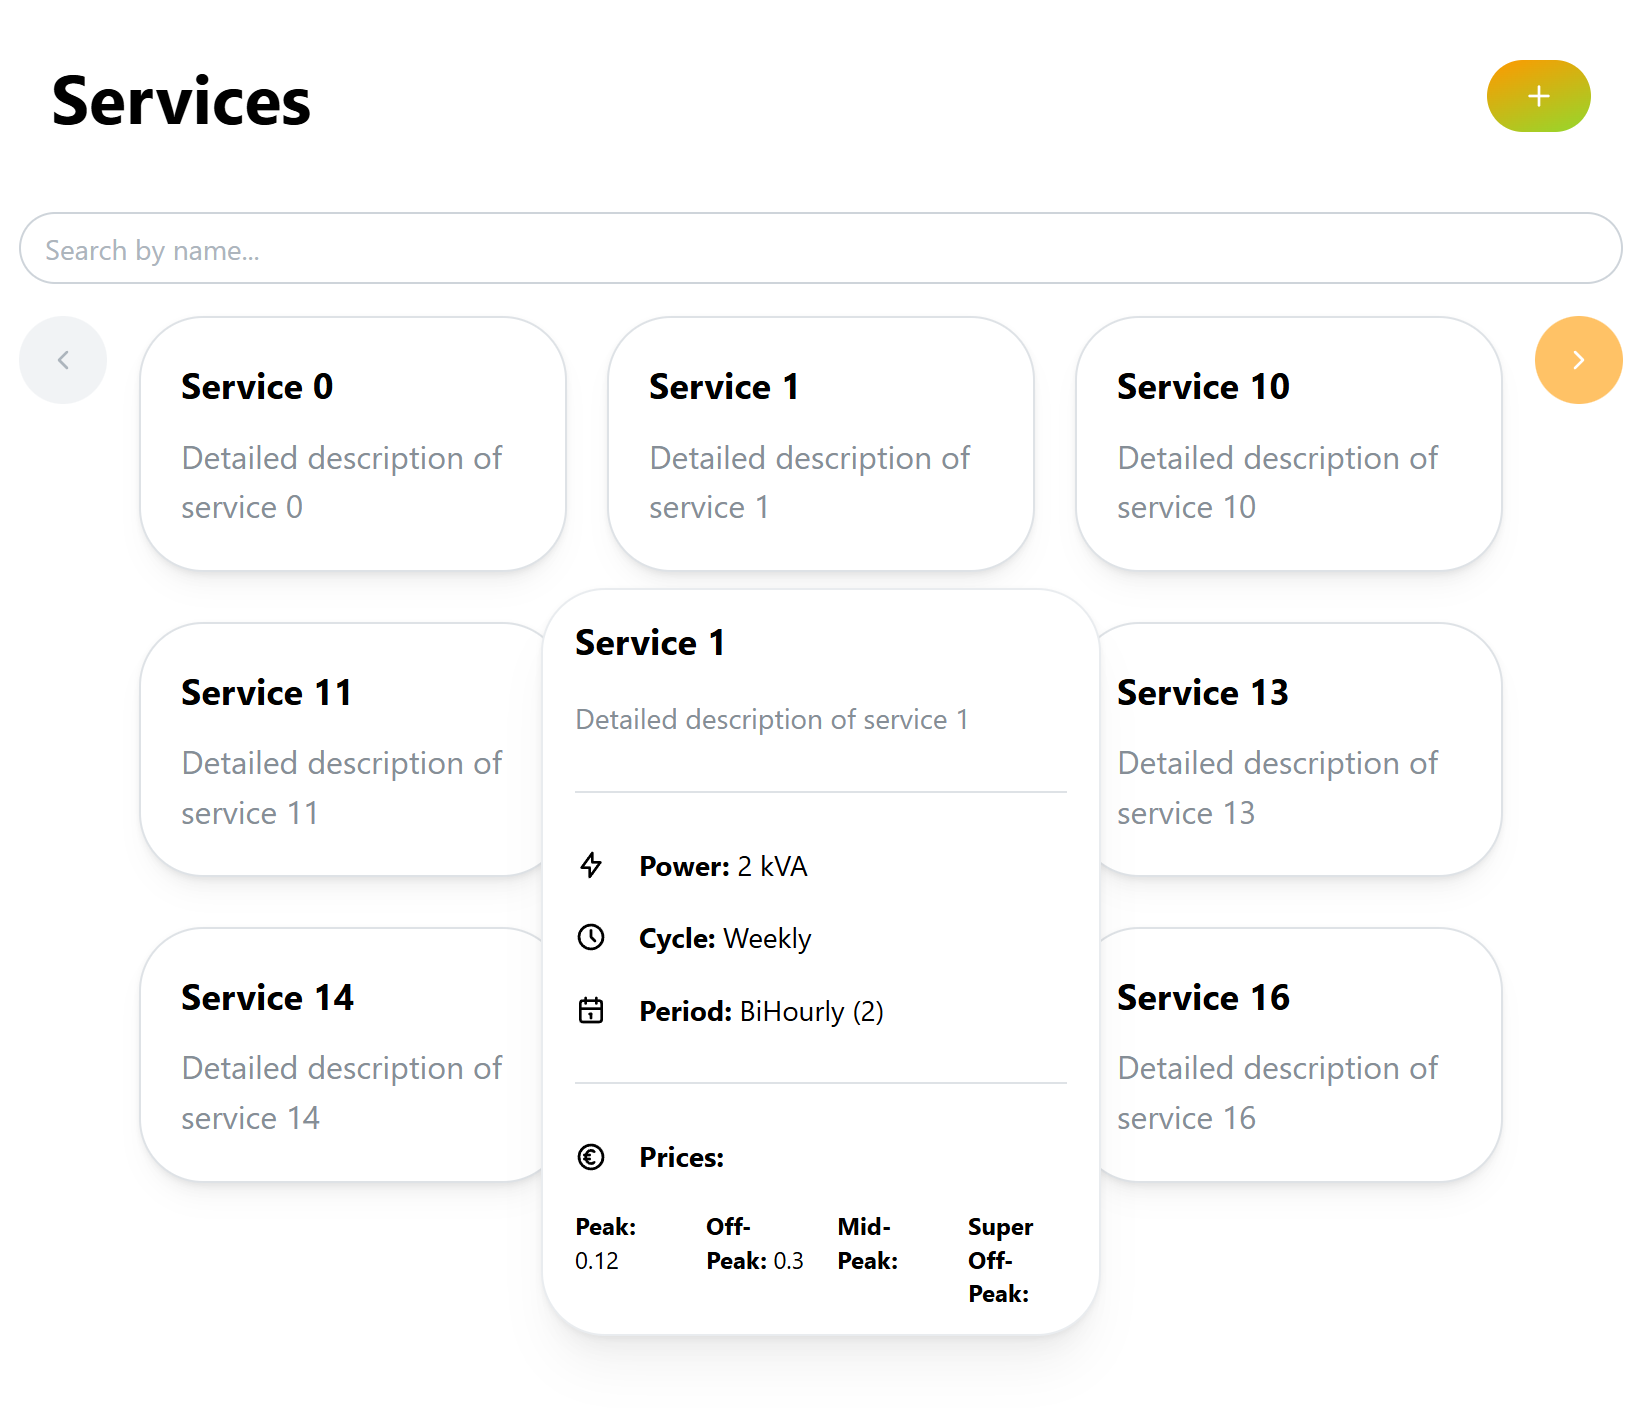 Services
+
Search by name...
Service 0
Detailed description of
service 0
Service 1
Detailed description of
service 1
Service 10
Detailed description of
service 10
Service 11
Detailed description of
service 11
Service 1
Detailed description of service 1
Power: 2 kVA
Cycle: Weekly
Period: BiHourly (2)
Prices:
Peak:
0.12
Off-
Peak: 0.3
Mid-
Peak:
Super
Off-
Peak:
Service 13
Detailed description of
service 13
Service 14
Detailed description of
service 14
Service 16
Detailed description of
service 16